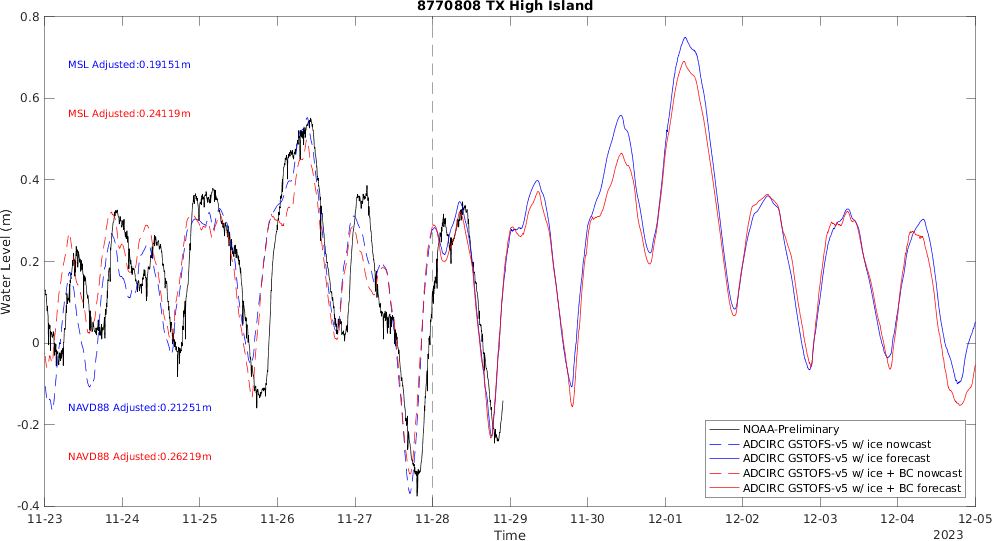 8770808 TX High Island
0.8
0.6
0.4
0.2
0
-0.2
-0.4
Water Level (m)
MSL Adjusted:0.19151m
MSL Adjusted:0.24119m
NAVD88 Adjusted:0.21251m
NAVD88 Adjusted:0.26219m
NOAA-Preliminary
ADCIRC GSTOFS-v5 w/ ice nowcast
ADCIRC GSTOFS-v5 w/ ice forecast
ADCIRC GSTOFS-v5 w/ ice + BC nowcast
ADCIRC GSTOFS-v5 w/ ice + BC forecast
11-23 11-24 11-25 11-26 11-27 11-28 11-29 11-30 12-01 12-02 12-03 12-04 12-05
Time
2023